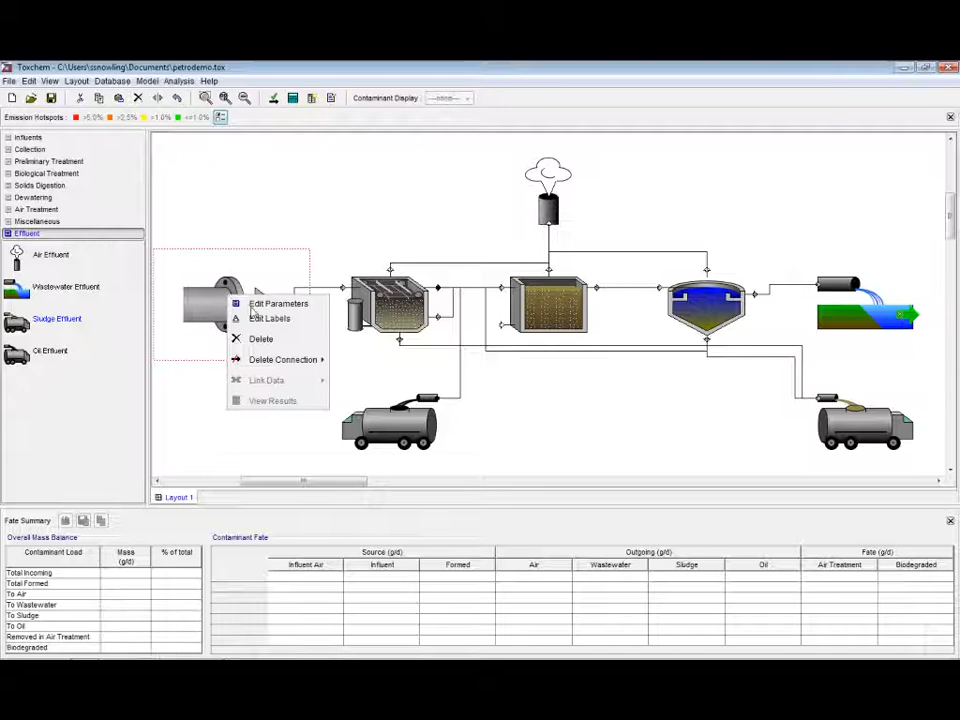 Toxchem - C:\Users\ssnowling\Documents\petrodemo.tox
File Edit View Layout Database Model Analysis Help
Contaminant Display :
Emission Hotspots : >5.0% >2.5% >1.0% <=1.0%
Influents
Collection
Preliminary Treatment
Biological Treatment
Solids Digestion
Dewatering
Air Treatment
Miscellaneous
Effluent
Air Effluent
Wastewater Effluent
Sludge Effluent
Oil Effluent
Edit Parameters
Edit Labels
Delete
Delete Connection
Link Data
View Results
Layout 1
Fate Summary
Overall Mass Balance
Contaminant Load Mass (g/d) % of total
Total Incoming
Total Formed
To Air
To Wastewater
To Sludge
To Oil
Removed in Air Treatment
Biodegraded
Contaminant Fate
Source (g/d) Outgoing (g/d) Fate (g/d)
Influent Air Influent Formed Air Wastewater Sludge Oil Air Treatment Biodegraded